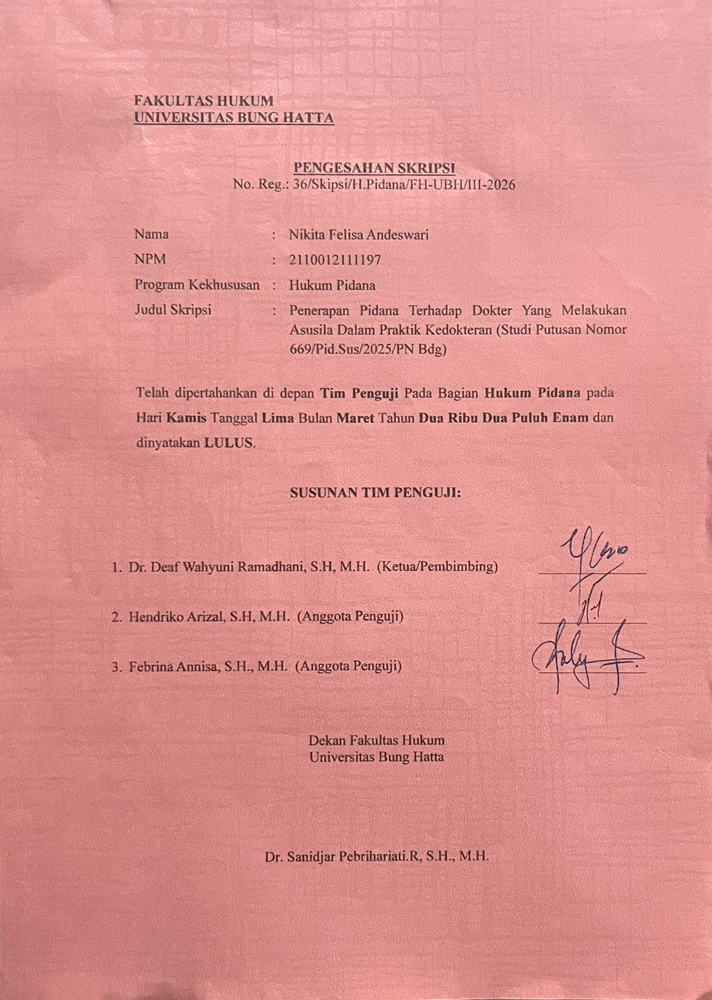 FAKULTAS HUKUM
UNIVERSITAS BUNG HATTA
PENGESAHAN SKRIPSI
No. Reg.: 36/Skipsi/H.Pidana/FH-UBH/III-2026
Nama : Nikita Felisa Andeswari
NPM : 2110012111197
Program Kekhususan : Hukum Pidana
Judul Skripsi : Penerapan Pidana Terhadap Dokter Yang Melakukan
Asusila Dalam Praktik Kedokteran (Studi Putusan Nomor
669/Pid.Sus/2025/PN Bdg)
Telah dipertahankan di depan Tim Penguji Pada Bagian Hukum Pidana pada
Hari Kamis Tanggal Lima Bulan Maret Tahun Dua Ribu Dua Puluh Enam dan
dinyatakan LULUS.
SUSUNAN TIM PENGUJI:
1. Dr. Deaf Wahyuni Ramadhani, S.H, M.H. (Ketua/Pembimbing)
2. Hendriko Arizal, S.H, M.H. (Anggota Penguji)
3. Febrina Annisa, S.H., M.H. (Anggota Penguji)
Dekan Fakultas Hukum
Universitas Bung Hatta
Dr. Sanidjar Pebrihariati.R, S.H., M.H.